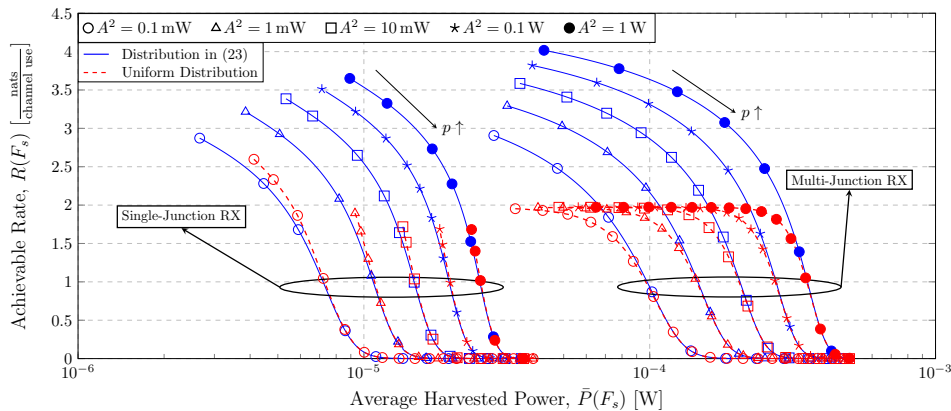 A² = 0.1 mW A² = 1 mW A² = 10 mW A² = 0.1 W A² = 1 W
Distribution in (23)
Uniform Distribution
p ↑
p ↑
Single-Junction RX
Multi-Junction RX
4.5
4
3.5
3
2.5
2
1.5
1
0.5
0
10⁻⁶ 10⁻⁵ 10⁻⁴ 10⁻³
Achievable Rate, R(Fₛ) [nats/channel use]
Average Harvested Power, P̄(Fₛ) [W]